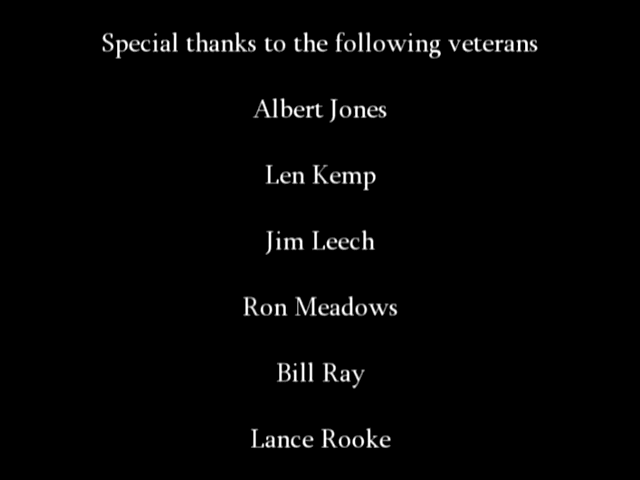 Special thanks to the following veterans
Albert Jones
Len Kemp
Jim Leech
Ron Meadows
Bill Ray
Lance Rooke